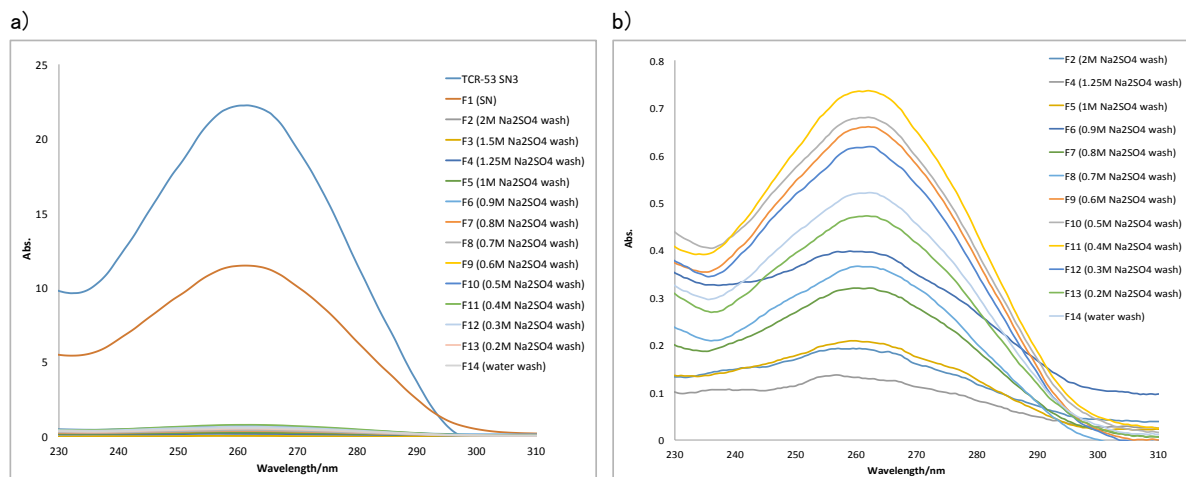 a)
25
20
15
10
5
0
Abs.
230 240 250 260 270 280 290 300 310
Wavelength/nm
TCR-53 SN3
F1 (SN)
F2 (2M Na2SO4 wash)
F3 (1.5M Na2SO4 wash)
F4 (1.25M Na2SO4 wash)
F5 (1M Na2SO4 wash)
F6 (0.9M Na2SO4 wash)
F7 (0.8M Na2SO4 wash)
F8 (0.7M Na2SO4 wash)
F9 (0.6M Na2SO4 wash)
F10 (0.5M Na2SO4 wash)
F11 (0.4M Na2SO4 wash)
F12 (0.3M Na2SO4 wash)
F13 (0.2M Na2SO4 wash)
F14 (water wash)
b)
0.8
0.7
0.6
0.5
0.4
0.3
0.2
0.1
0
Abs.
230 240 250 260 270 280 290 300 310
Wavelength/nm
F2 (2M Na2SO4 wash)
F4 (1.25M Na2SO4 wash)
F5 (1M Na2SO4 wash)
F6 (0.9M Na2SO4 wash)
F7 (0.8M Na2SO4 wash)
F8 (0.7M Na2SO4 wash)
F9 (0.6M Na2SO4 wash)
F10 (0.5M Na2SO4 wash)
F11 (0.4M Na2SO4 wash)
F12 (0.3M Na2SO4 wash)
F13 (0.2M Na2SO4 wash)
F14 (water wash)